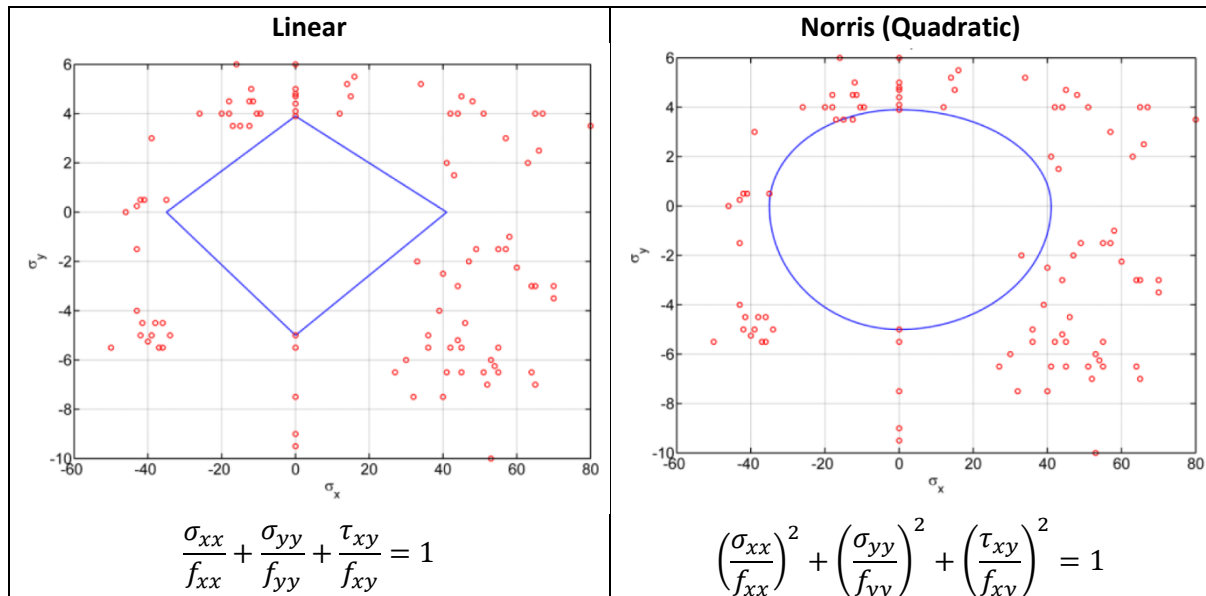 Linear
6
4
2
0
-2
-4
-6
-8
-10
σy
-60 -40 -20 0 20 40 60 80
σx
σxx/fxx + σyy/fyy + τxy/fxy = 1
Norris (Quadratic)
6
4
2
0
-2
-4
-6
-8
-10
σy
-60 -40 -20 0 20 40 60 80
σx
(σxx/fxx)² + (σyy/fyy)² + (τxy/fxy)² = 1